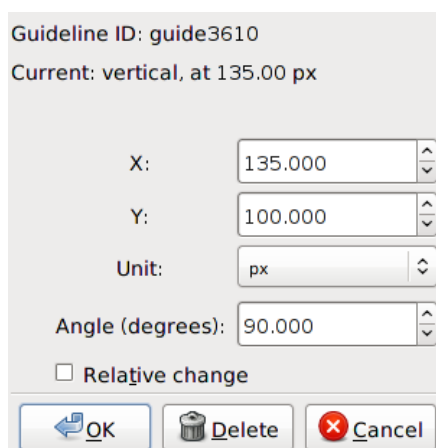 Guideline ID: guide3610
Current: vertical, at 135.00 px
X: 135.000
Y: 100.000
Unit: px
Angle (degrees): 90.000
Relative change
OK Delete Cancel